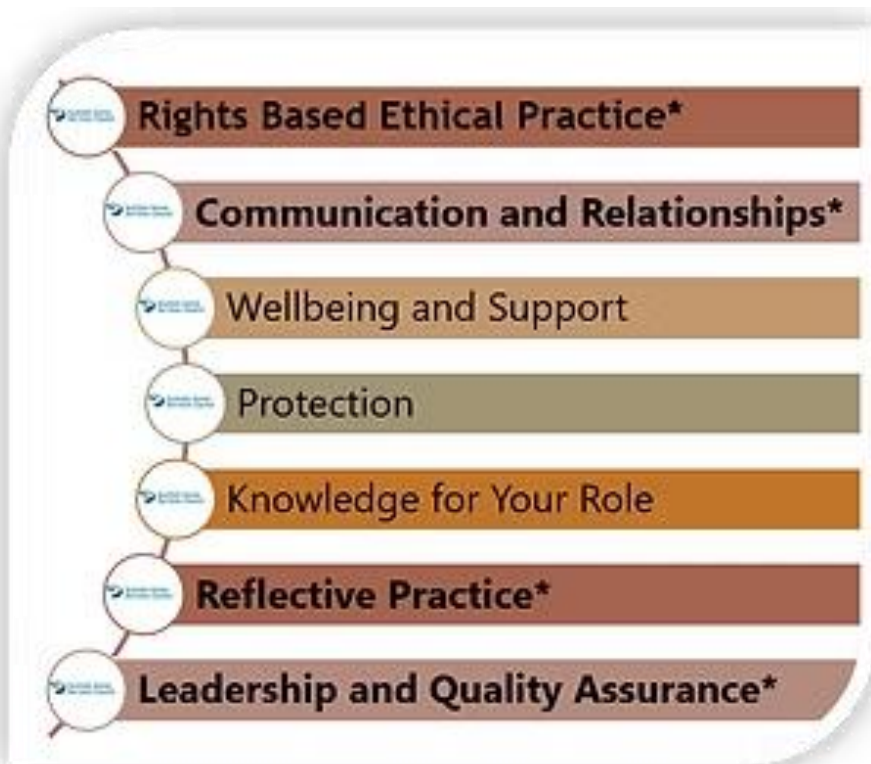 Rights Based Ethical Practice*
Communication and Relationships*
Wellbeing and Support
Protection
Knowledge for Your Role
Reflective Practice*
Leadership and Quality Assurance*